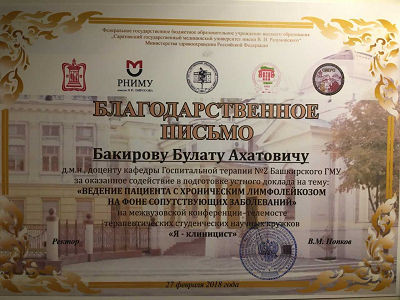 Федеральное государственное бюджетное образовательное учреждение высшего образования
"Саратовский государственный медицинский университет имени В. И. Разумовского"
Министерства здравоохранения Российской Федерации
РНИМУ
БЛАГОДАРСТВЕННОЕ
ПИСЬМО
Бакирову Булату Ахатовичу
д.м.н., доценту кафедры Госпитальной терапии №2 Башкирского ГМУ
за оказанное содействие в подготовке устного доклада на тему:
"ВЕДЕНИЕ ПАЦИЕНТА С ХРОНИЧЕСКИМ ЛИМФОЛЕЙКОЗОМ
НА ФОНЕ СОПУТСТВУЮЩИХ ЗАБОЛЕВАНИЙ"
на межвузовской конференции-телемосте
терапевтических студенческих научных кружков
"Я - клиницист"
Ректор
В.М. Попков
27 февраля 2018 года